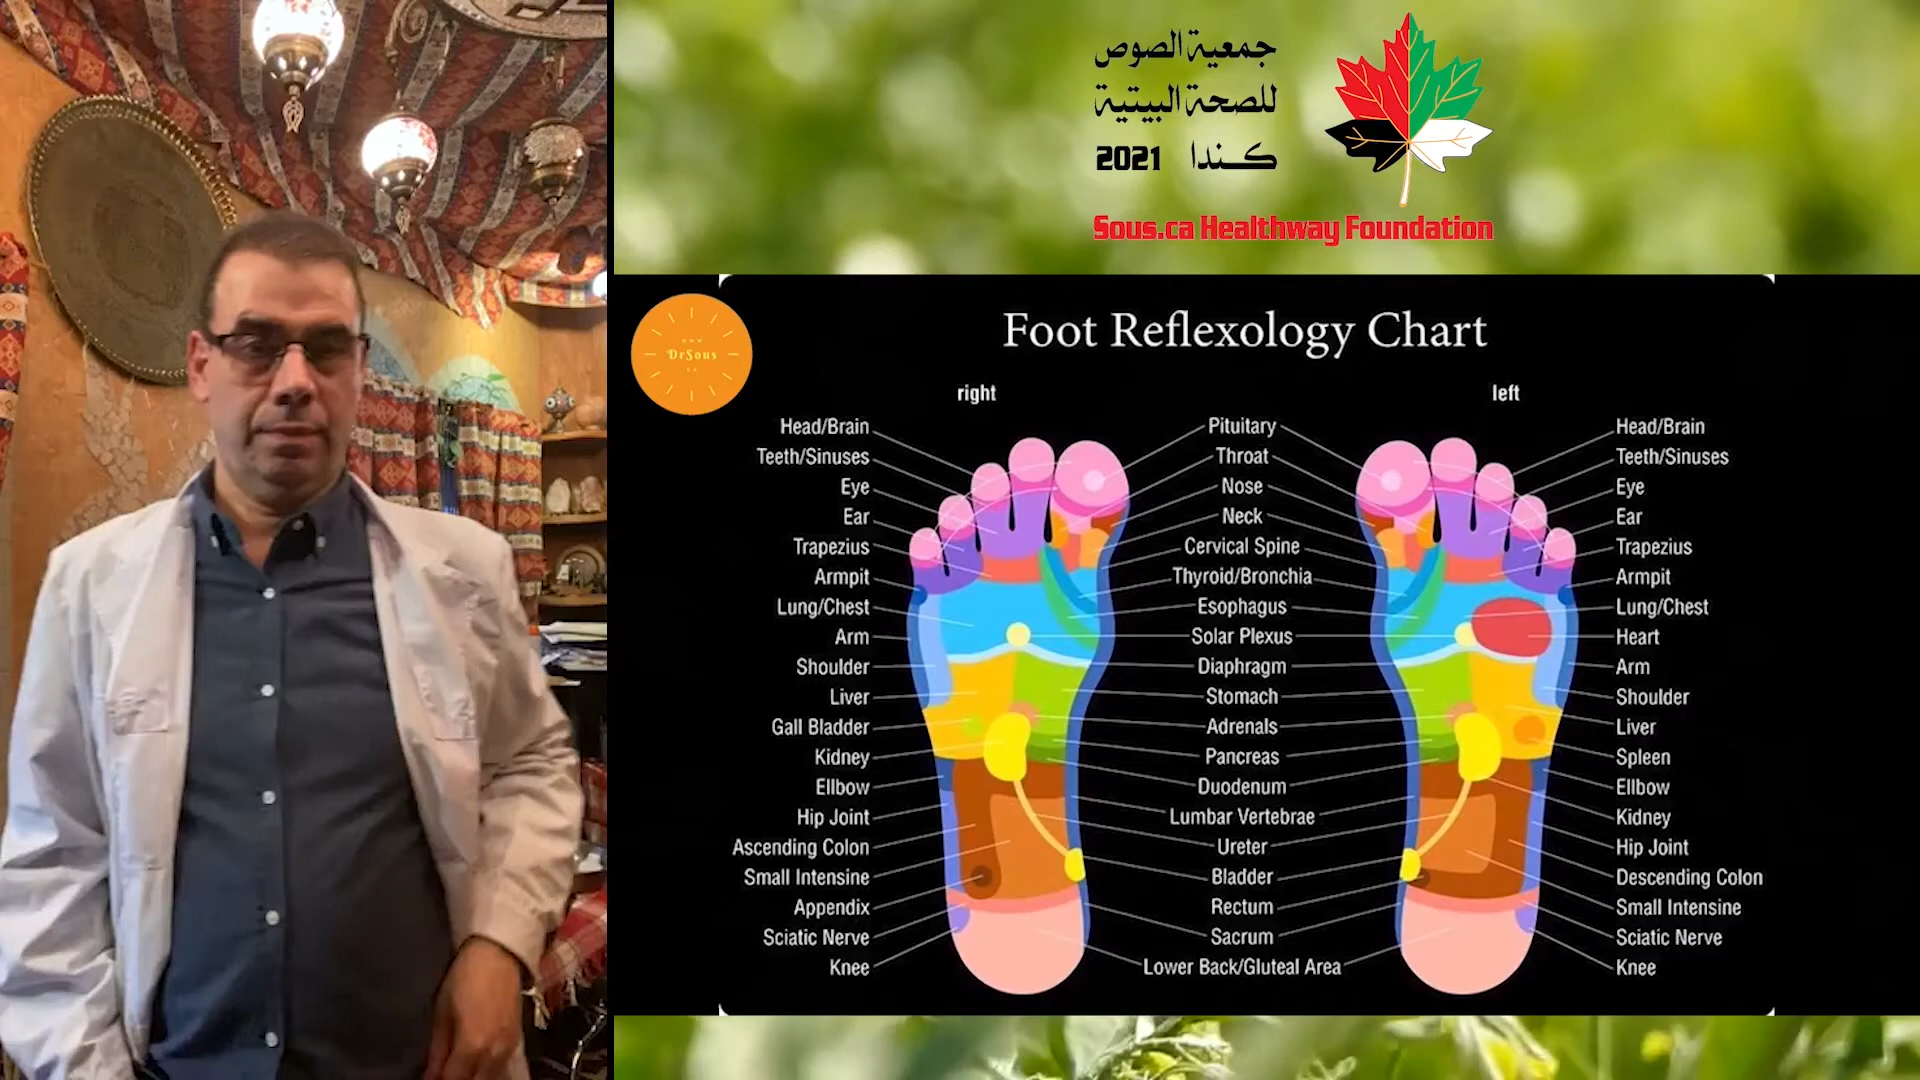 جمعية الصوص
للصحة البيتية
كندا 2021
Sous.ca Healthway Foundation
DrSous
Foot Reflexology Chart
right
left
Head/Brain
Teeth/Sinuses
Eye
Ear
Trapezius
Armpit
Lung/Chest
Arm
Shoulder
Liver
Gall Bladder
Kidney
Ellbow
Hip Joint
Ascending Colon
Small Intensine
Appendix
Sciatic Nerve
Knee
Pituitary
Throat
Nose
Neck
Cervical Spine
Thyroid/Bronchia
Esophagus
Solar Plexus
Diaphragm
Stomach
Adrenals
Pancreas
Duodenum
Lumbar Vertebrae
Ureter
Bladder
Rectum
Sacrum
Lower Back/Gluteal Area
Head/Brain
Teeth/Sinuses
Eye
Ear
Trapezius
Armpit
Lung/Chest
Heart
Arm
Shoulder
Liver
Spleen
Ellbow
Kidney
Hip Joint
Descending Colon
Small Intensine
Sciatic Nerve
Knee